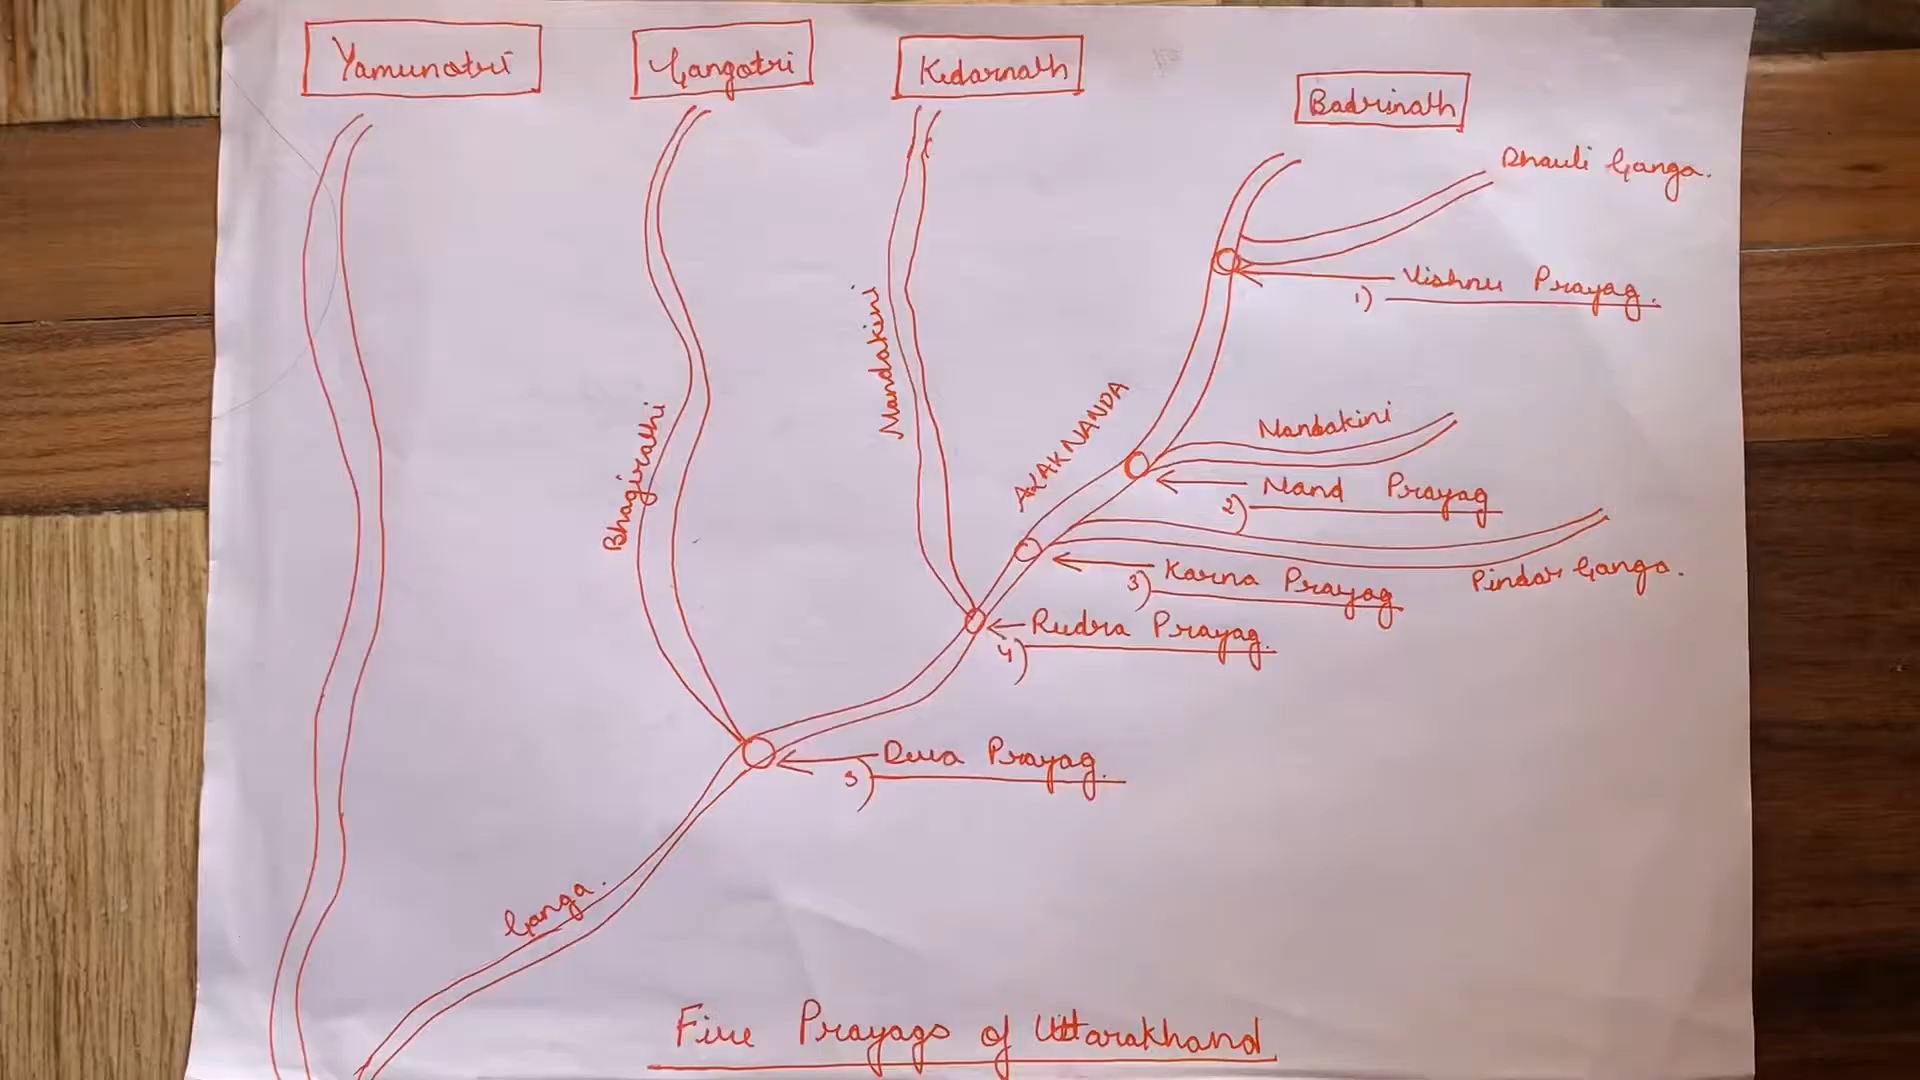 Yamunotri
Gangotri
Kedarnath
Badrinath
Dhauli Ganga.
1) Vishnu Prayag.
Mandakini
ALAKNANDA
Nandakini
2) Nand Prayag
Bhagirathi
3) Karna Prayag
Pindar Ganga.
4) Rudra Prayag.
5) Deva Prayag.
Ganga.
Five Prayags of Uttarakhand